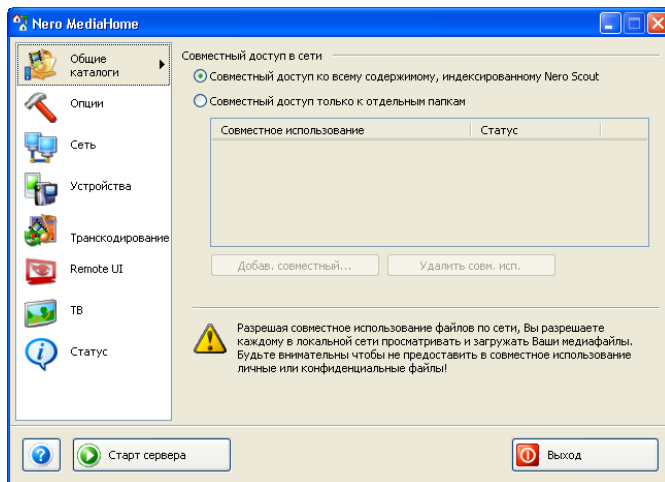 Nero MediaHome
Общие
каталоги
Опции
Сеть
Устройства
Транскодирование
Remote UI
ТВ
Статус
Совместный доступ в сети
Совместный доступ ко всему содержимому, индексированному Nero Scout
Совместный доступ только к отдельным папкам
Совместное использование Статус
Добав. совместный... Удалить совм. исп.
Разрешая совместное использование файлов по сети, Вы разрешаете
каждому в локальной сети просматривать и загружать Ваши медиафайлы.
Будьте внимательны чтобы не предоставить в совместное использование
личные или конфиденциальные файлы!
Старт сервера Выход